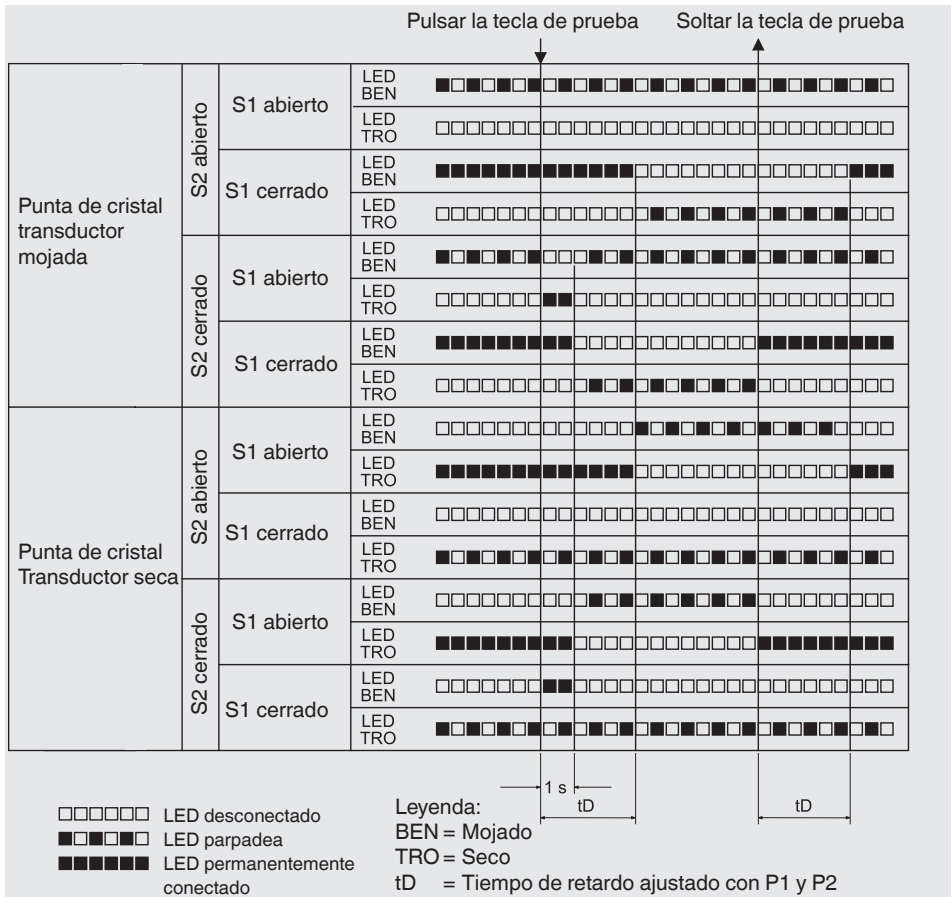 Pulsar la tecla de prueba Soltar la tecla de prueba
Punta de cristal
transductor
mojada
S2 abierto
S1 abierto
LED
BEN
LED
TRO
S1 cerrado
LED
BEN
LED
TRO
S2 cerrado
S1 abierto
LED
BEN
LED
TRO
S1 cerrado
LED
BEN
LED
TRO
Punta de cristal
Transductor seca
S2 abierto
S1 abierto
LED
BEN
LED
TRO
S1 cerrado
LED
BEN
LED
TRO
S2 cerrado
S1 abierto
LED
BEN
LED
TRO
S1 cerrado
LED
BEN
LED
TRO
1 s
tD
tD
LED desconectado
LED parpadea
LED permanentemente
conectado
Leyenda:
BEN = Mojado
TRO = Seco
tD = Tiempo de retardo ajustado con P1 y P2